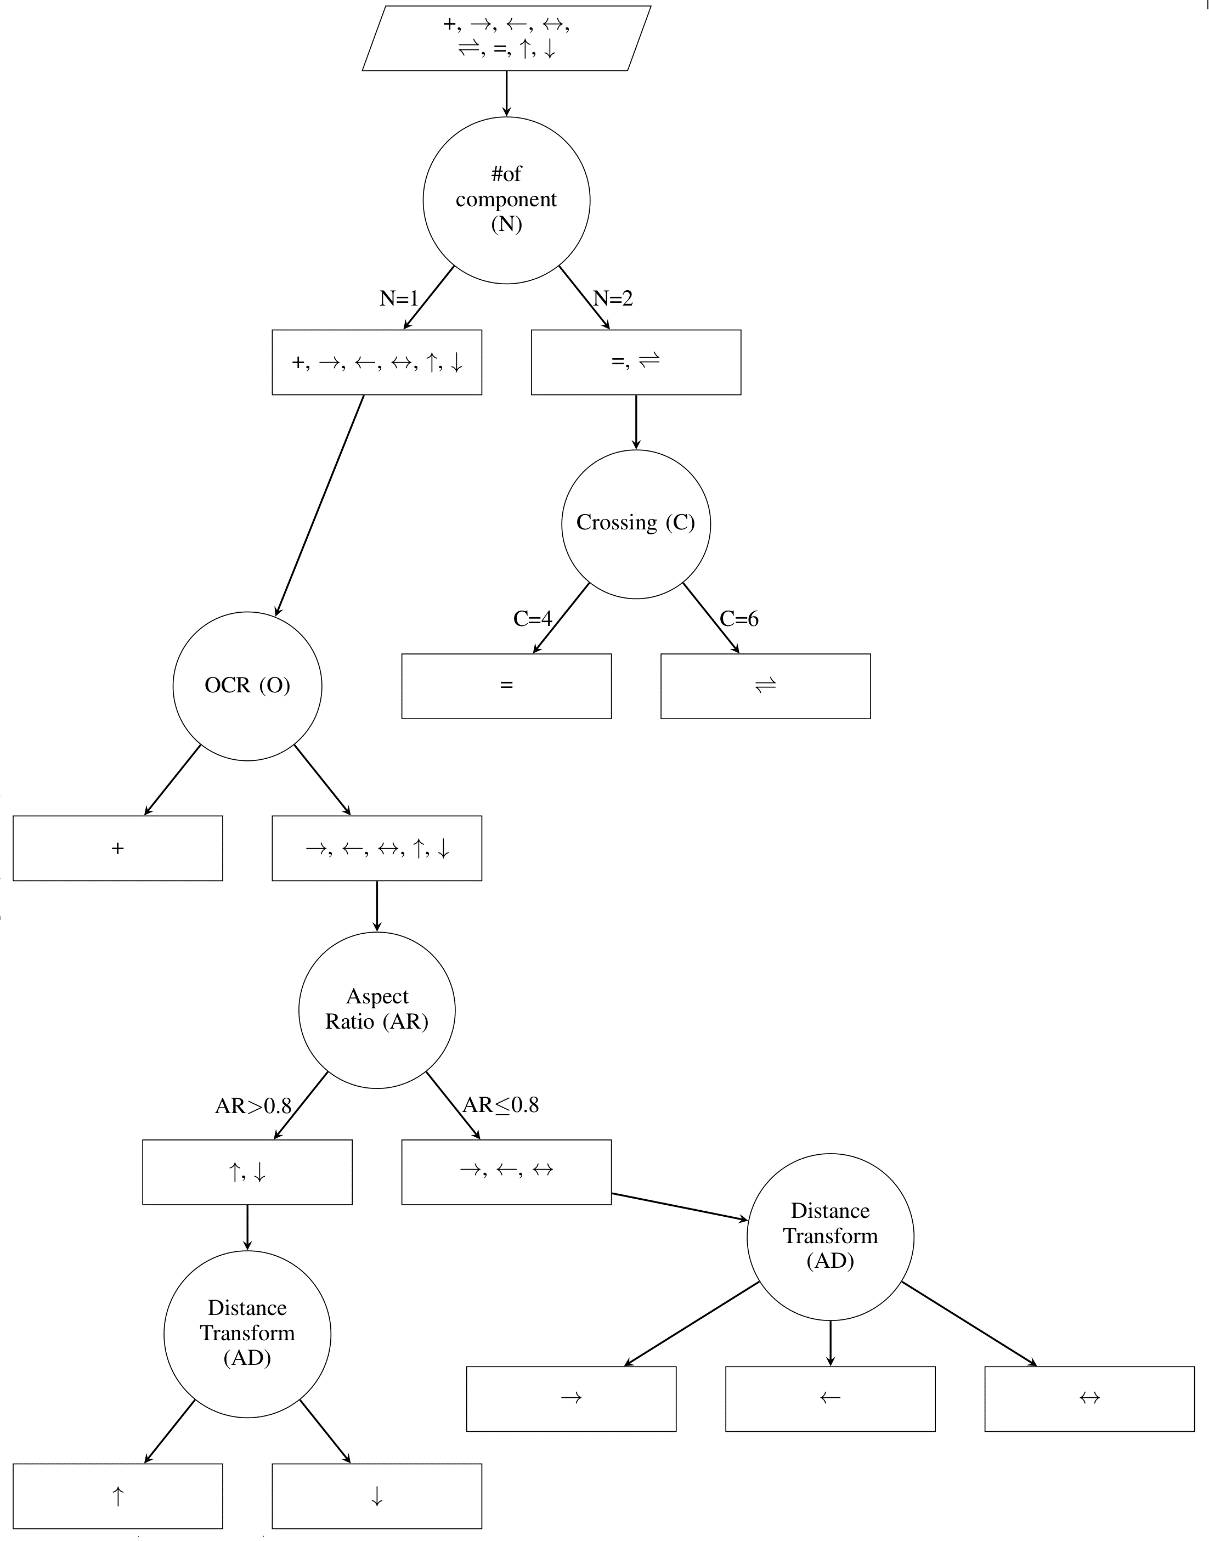 +, →, ←, ↔,
⇌, =, ↑, ↓
#of
component
(N)
N=1
N=2
+, →, ←, ↔, ↑, ↓
=, ⇌
Crossing (C)
C=4
C=6
OCR (O)
=
⇌
+
→, ←, ↔, ↑, ↓
Aspect
Ratio (AR)
AR>0.8
AR≤0.8
↑, ↓
→, ←, ↔
Distance
Transform
(AD)
Distance
Transform
(AD)
→
←
↔
↑
↓